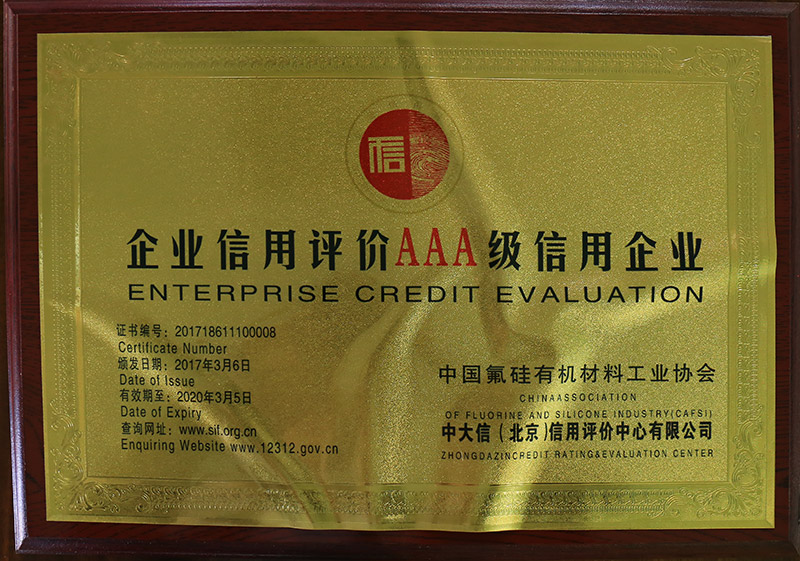 信
企业信用评价AAA级信用企业
ENTERPRISE CREDIT EVALUATION
证书编号：201718611100008
Certificate Number
颁发日期：2017年3月6日
Date of Issue
有效期至：2020年3月5日
Date of Expiry
查询网址：www.sif.org.cn
Enquiring Website www.12312.gov.cn
中国氟硅有机材料工业协会
CHINAASSOCIATION
OF FLUORINE AND SILICONE INDUSTRY(CAFSI)
中大信（北京）信用评价中心有限公司
ZHONGDAZINCREDIT RATING&EVALUATION CENTER